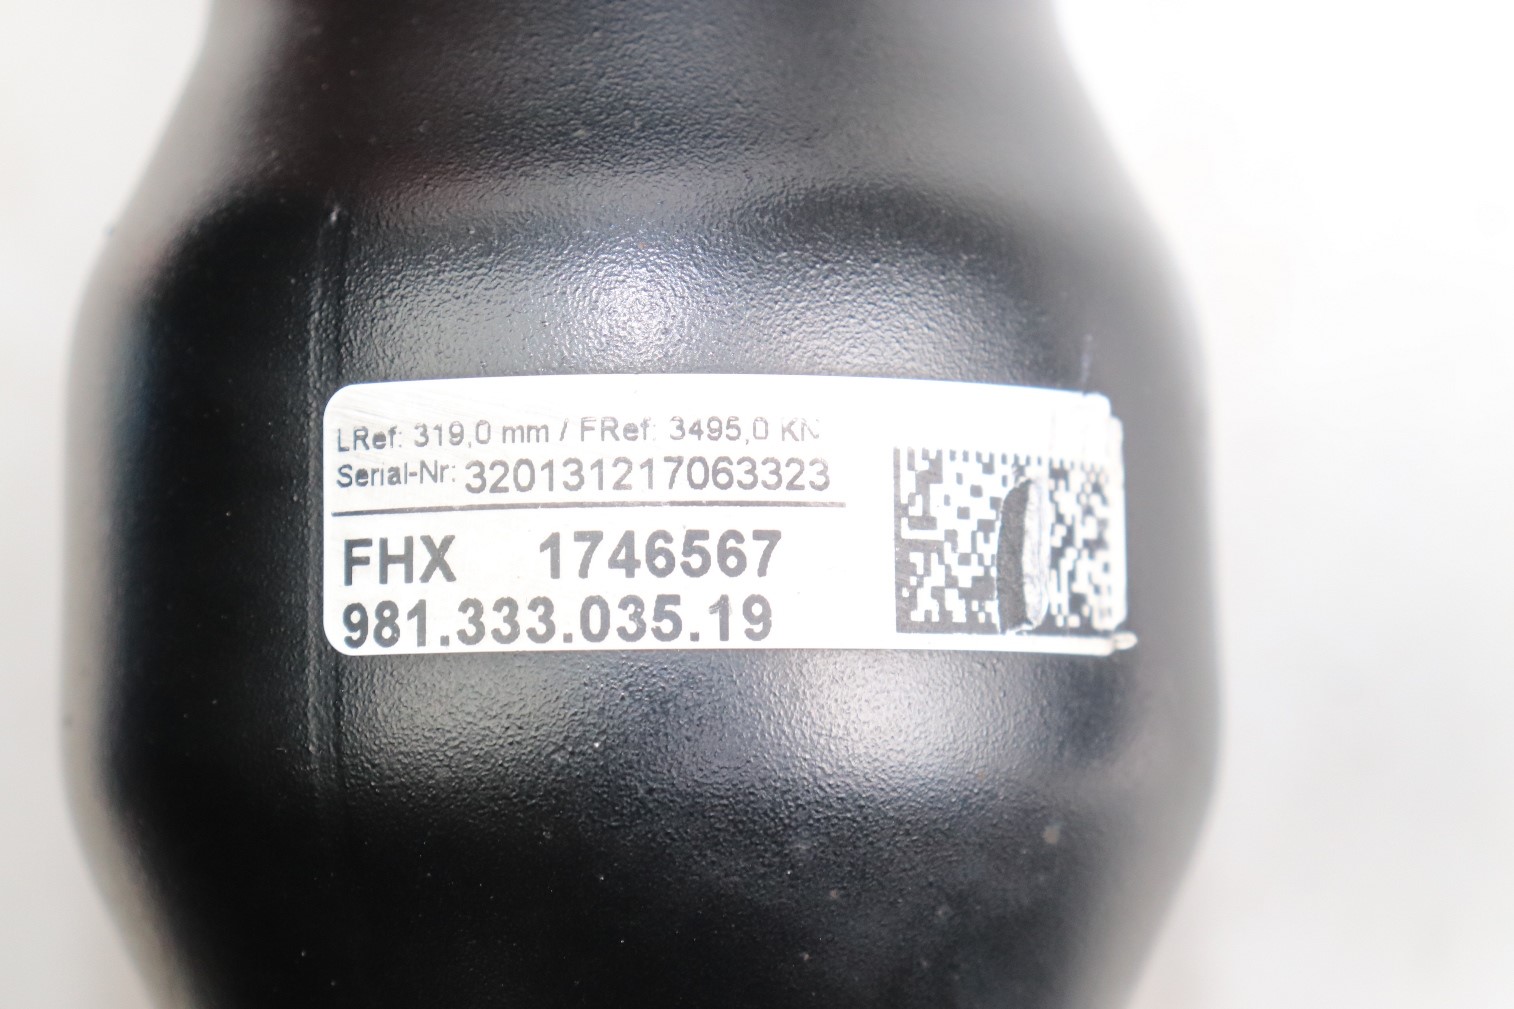 LRef: 319,0 mm / FRef: 3495,0 KN
Serial-Nr: 320131217063323
FHX 1746567
981.333.035.19